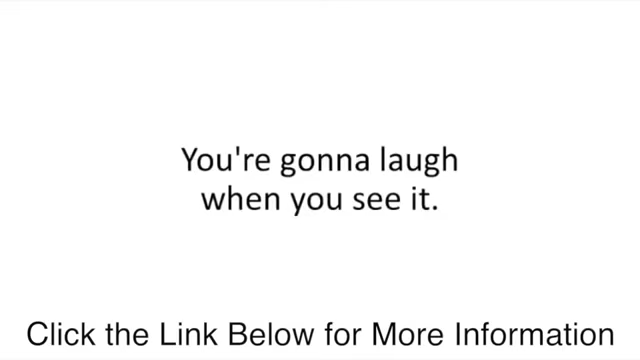 You're gonna laugh
when you see it.
Click the Link Below for More Information